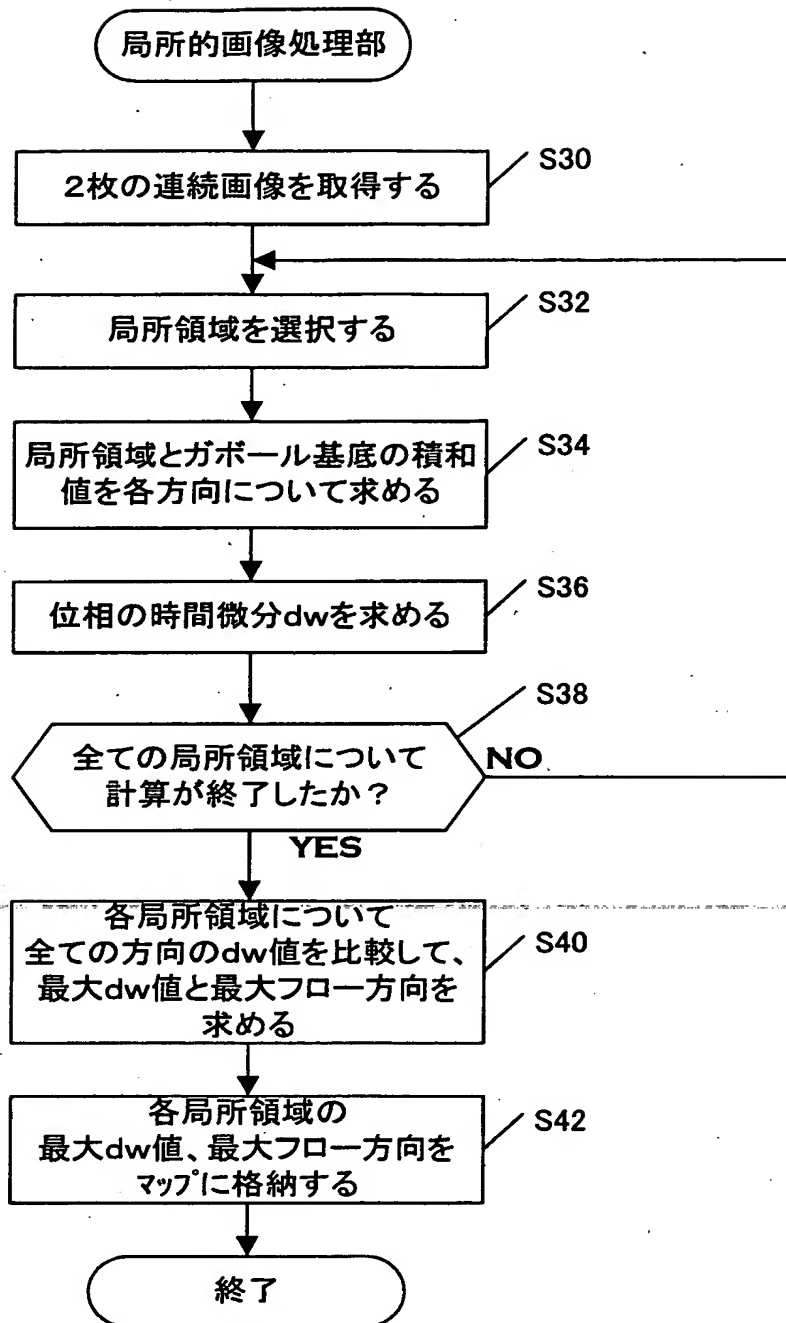 局所的画像処理部
2枚の連続画像を取得する
S30
局所領域を選択する
S32
局所領域とガボール基底の積和
値を各方向について求める
S34
位相の時間微分dwを求める
S36
全ての局所領域について
計算が終了したか？
S38
NO
YES
各局所領域について
全ての方向のdw値を比較して、
最大dw値と最大フロー方向を
求める
S40
各局所領域の
最大dw値、最大フロー方向を
マップに格納する
S42
終了